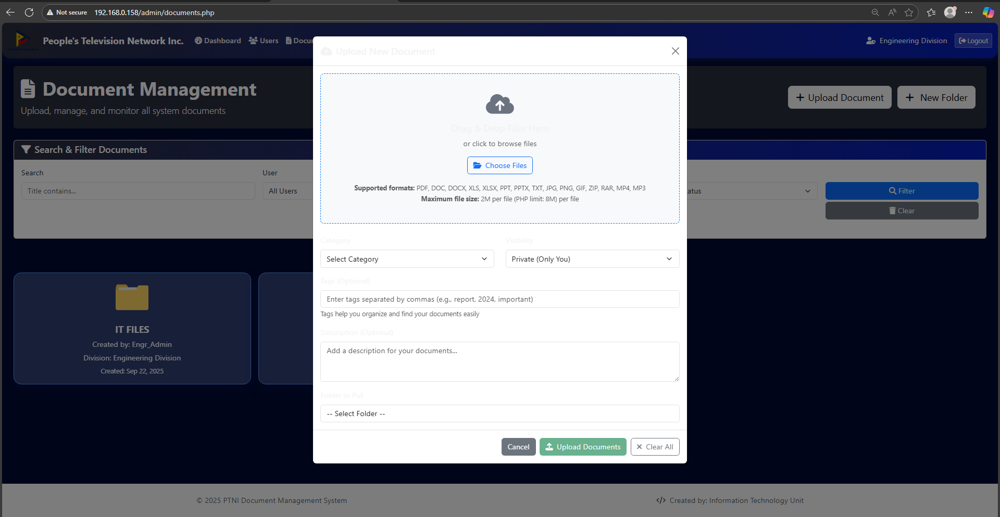 Not secure 192.168.0.158/admin/documents.php
People's Television Network Inc. Dashboard Users Docu
Engineering Division Logout
Upload New Document
Document Management
Upload, manage, and monitor all system documents
+ Upload Document + New Folder
Search & Filter Documents
Search
User
Title contains...
All Users
atus
Filter
Clear
Drag & Drop Files Here
or click to browse files
Choose Files
Supported formats: PDF, DOC, DOCX, XLS, XLSX, PPT, PPTX, TXT, JPG, PNG, GIF, ZIP, RAR, MP4, MP3
Maximum file size: 2M per file (PHP limit: 8M) per file
Category
Visibility
Select Category
Private (Only You)
Tags (Optional)
Enter tags separated by commas (e.g., report, 2024, important)
Tags help you organize and find your documents easily
Description (Optional)
Add a description for your documents...
Folder to Put
-- Select Folder --
Cancel Upload Documents Clear All
IT FILES
Created by: Engr_Admin
Division: Engineering Division
Created: Sep 22, 2025
© 2025 PTNI Document Management System
</> Created by: Information Technology Unit